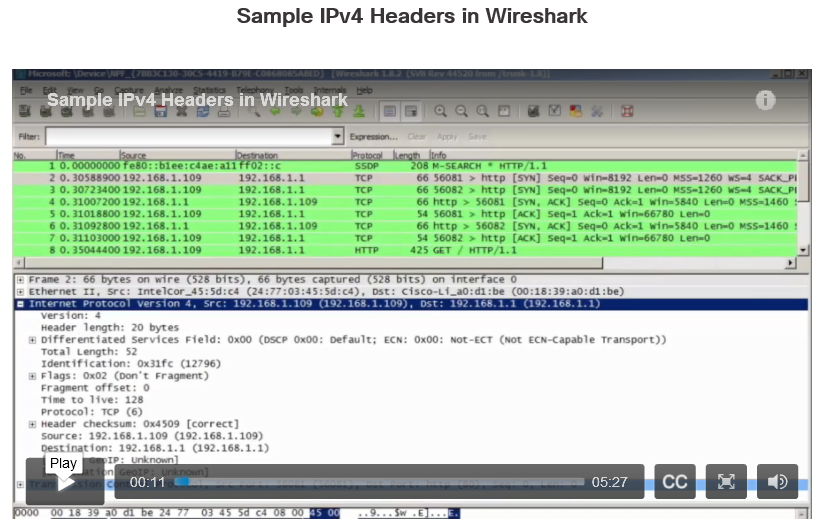 Sample IPv4 Headers in Wireshark
Microsoft: \Device\NPF_{7BB3C130-30C5-4419-B79E-C0868085ABED} [Wireshark 1.8.2 (SVN Rev 44520 from /trunk-1.8)]
File Edit View Go Capture Analyze Statistics Telephony Tools Internals Help
Sample IPv4 Headers in Wireshark
Filter: Expression... Clear Apply Save
No. Time Source Destination Protocol Length Info
1 0.00000000 fe80::b1ee:c4ae:a11 ff02::c SSDP 208 M-SEARCH * HTTP/1.1
2 0.30588900 192.168.1.109 192.168.1.1 TCP 66 56081 > http [SYN] Seq=0 Win=8192 Len=0 MSS=1260 WS=4 SACK_P
3 0.30723400 192.168.1.109 192.168.1.1 TCP 66 56082 > http [SYN] Seq=0 Win=8192 Len=0 MSS=1260 WS=4 SACK_P
4 0.31007200 192.168.1.1 192.168.1.109 TCP 66 http > 56081 [SYN, ACK] Seq=0 Ack=1 Win=5840 Len=0 MSS=1460
5 0.31018800 192.168.1.109 192.168.1.1 TCP 54 56081 > http [ACK] Seq=1 Ack=1 Win=66780 Len=0
6 0.31092800 192.168.1.1 192.168.1.109 TCP 66 http > 56082 [SYN, ACK] Seq=0 Ack=1 Win=5840 Len=0 MSS=1460
7 0.31103000 192.168.1.109 192.168.1.1 TCP 54 56082 > http [ACK] Seq=1 Ack=1 Win=66780 Len=0
8 0.35044400 192.168.1.109 192.168.1.1 HTTP 425 GET / HTTP/1.1
Frame 2: 66 bytes on wire (528 bits), 66 bytes captured (528 bits) on interface 0
Ethernet II, Src: IntelCor_45:5d:c4 (24:77:03:45:5d:c4), Dst: Cisco-Li_a0:d1:be (00:18:39:a0:d1:be)
Internet Protocol Version 4, Src: 192.168.1.109 (192.168.1.109), Dst: 192.168.1.1 (192.168.1.1)
Version: 4
Header length: 20 bytes
Differentiated Services Field: 0x00 (DSCP 0x00: Default; ECN: 0x00: Not-ECT (Not ECN-Capable Transport))
Total Length: 52
Identification: 0x31fc (12796)
Flags: 0x02 (Don't Fragment)
Fragment offset: 0
Time to live: 128
Protocol: TCP (6)
Header checksum: 0x4509 [correct]
Source: 192.168.1.109 (192.168.1.109)
Destination: 192.168.1.1 (192.168.1.1)
GeoIP: Unknown]
Play
GeoIP: Unknown]
00:11 05:27 CC
0000 00 18 39 a0 d1 be 24 77 03 45 5d c4 08 00 45 00 ..9...$w .E]...E.